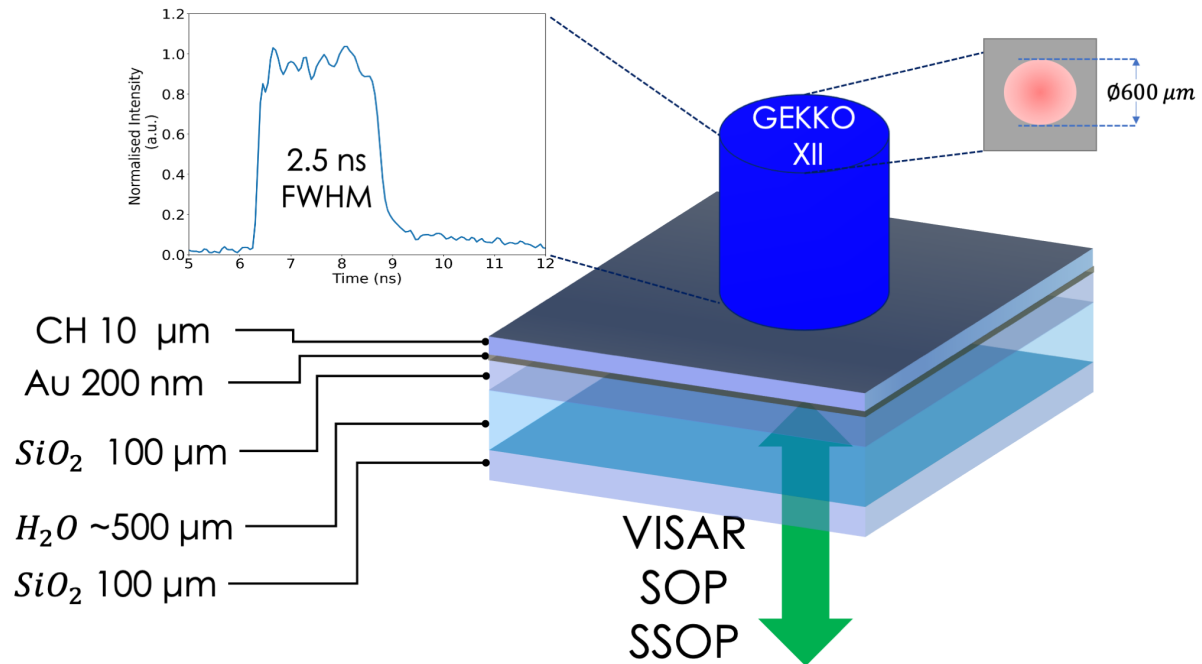 1.2
1.0
0.8
0.6
0.4
0.2
0.0
Normalised Intensity
(a.u.)
2.5 ns
FWHM
5 6 7 8 9 10 11 12
Time (ns)
GEKKO
XII
Ø600 μm
CH 10 μm
Au 200 nm
SiO₂ 100 μm
H₂O ~500 μm
SiO₂ 100 μm
VISAR
SOP
SSOP